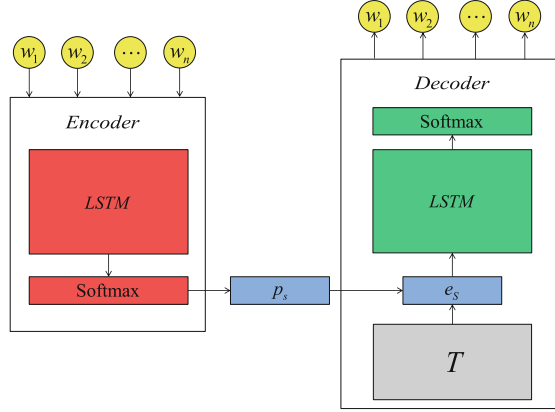 w1 w2 ... wn
Encoder
LSTM
Softmax
ps
w1 w2 ... wn
Decoder
Softmax
LSTM
eS
T